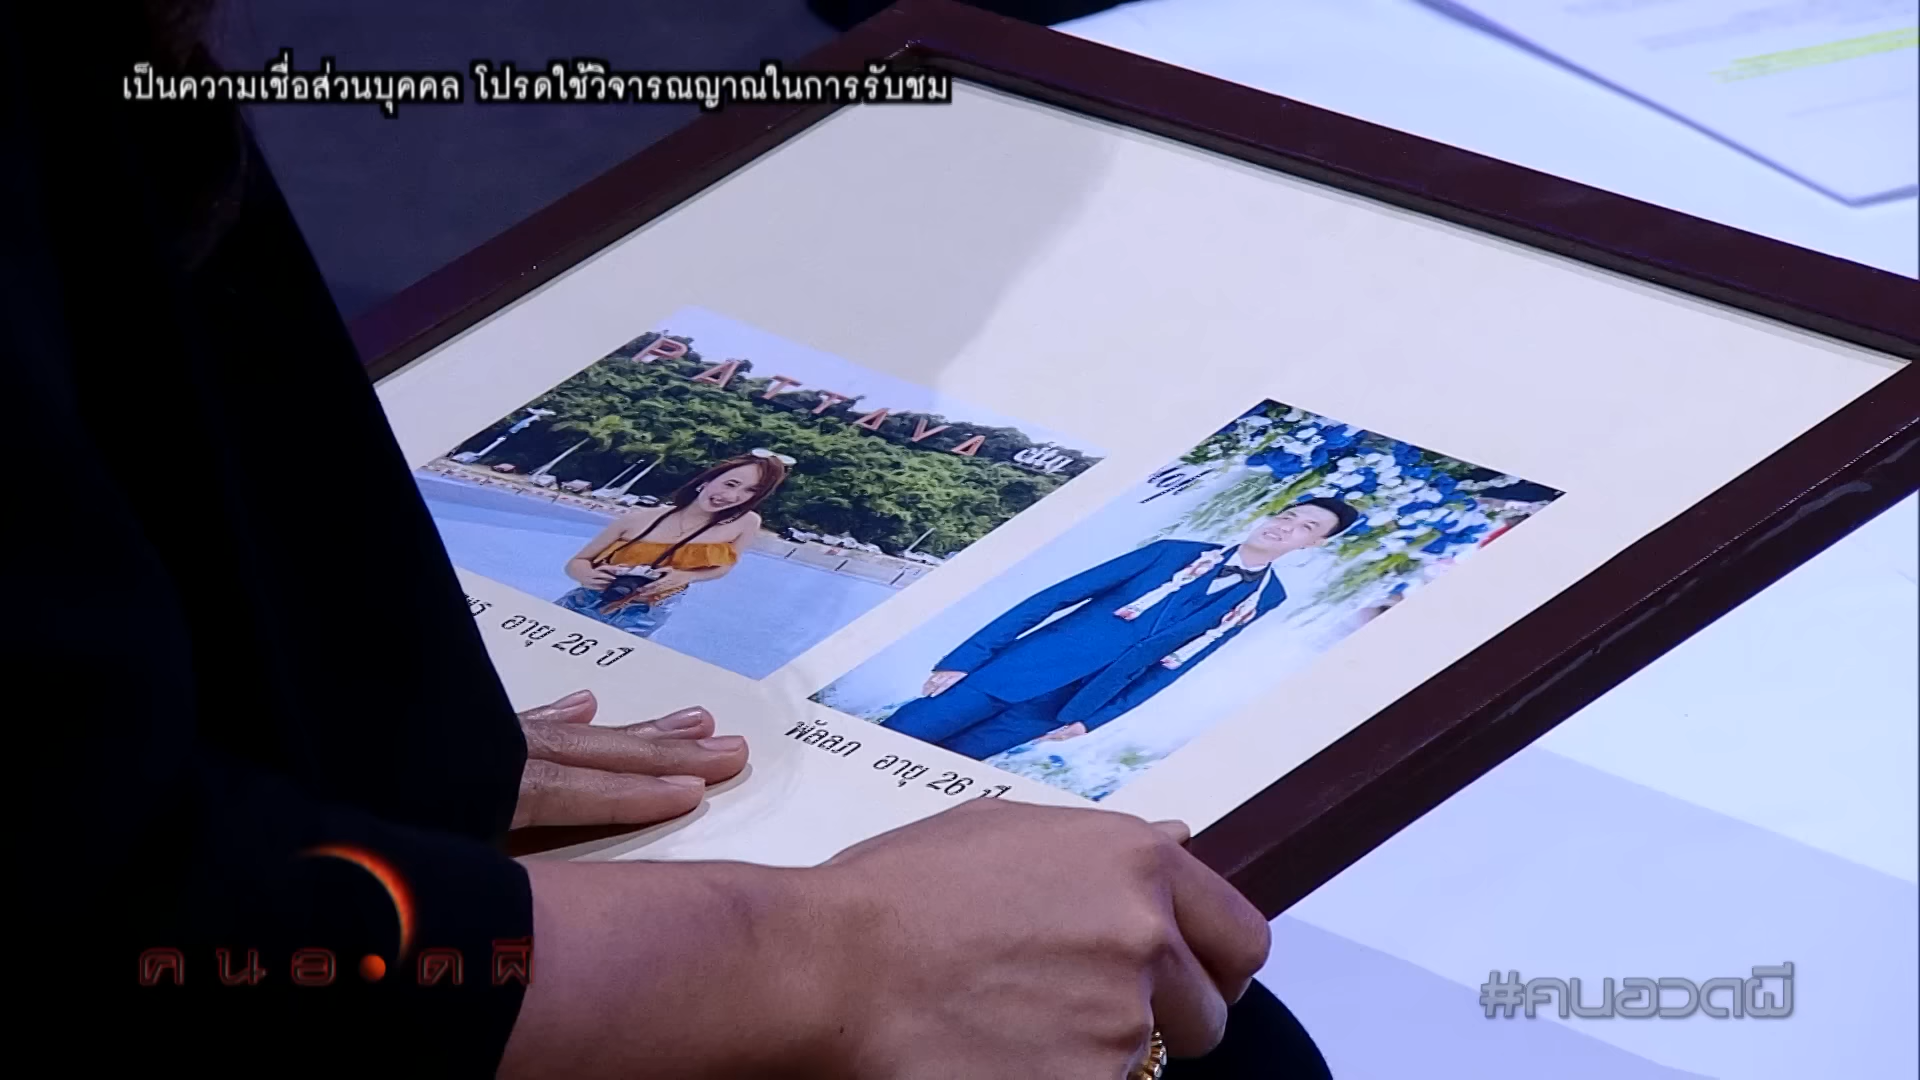 เป็นความเชื่อส่วนบุคคล โปรดใช้วิจารณญาณในการรับชม
PATTAYA
city
พร อายุ 26 ปี
พัลลภ อายุ 26 ปี
คนอวดผี
#คนอวดผี